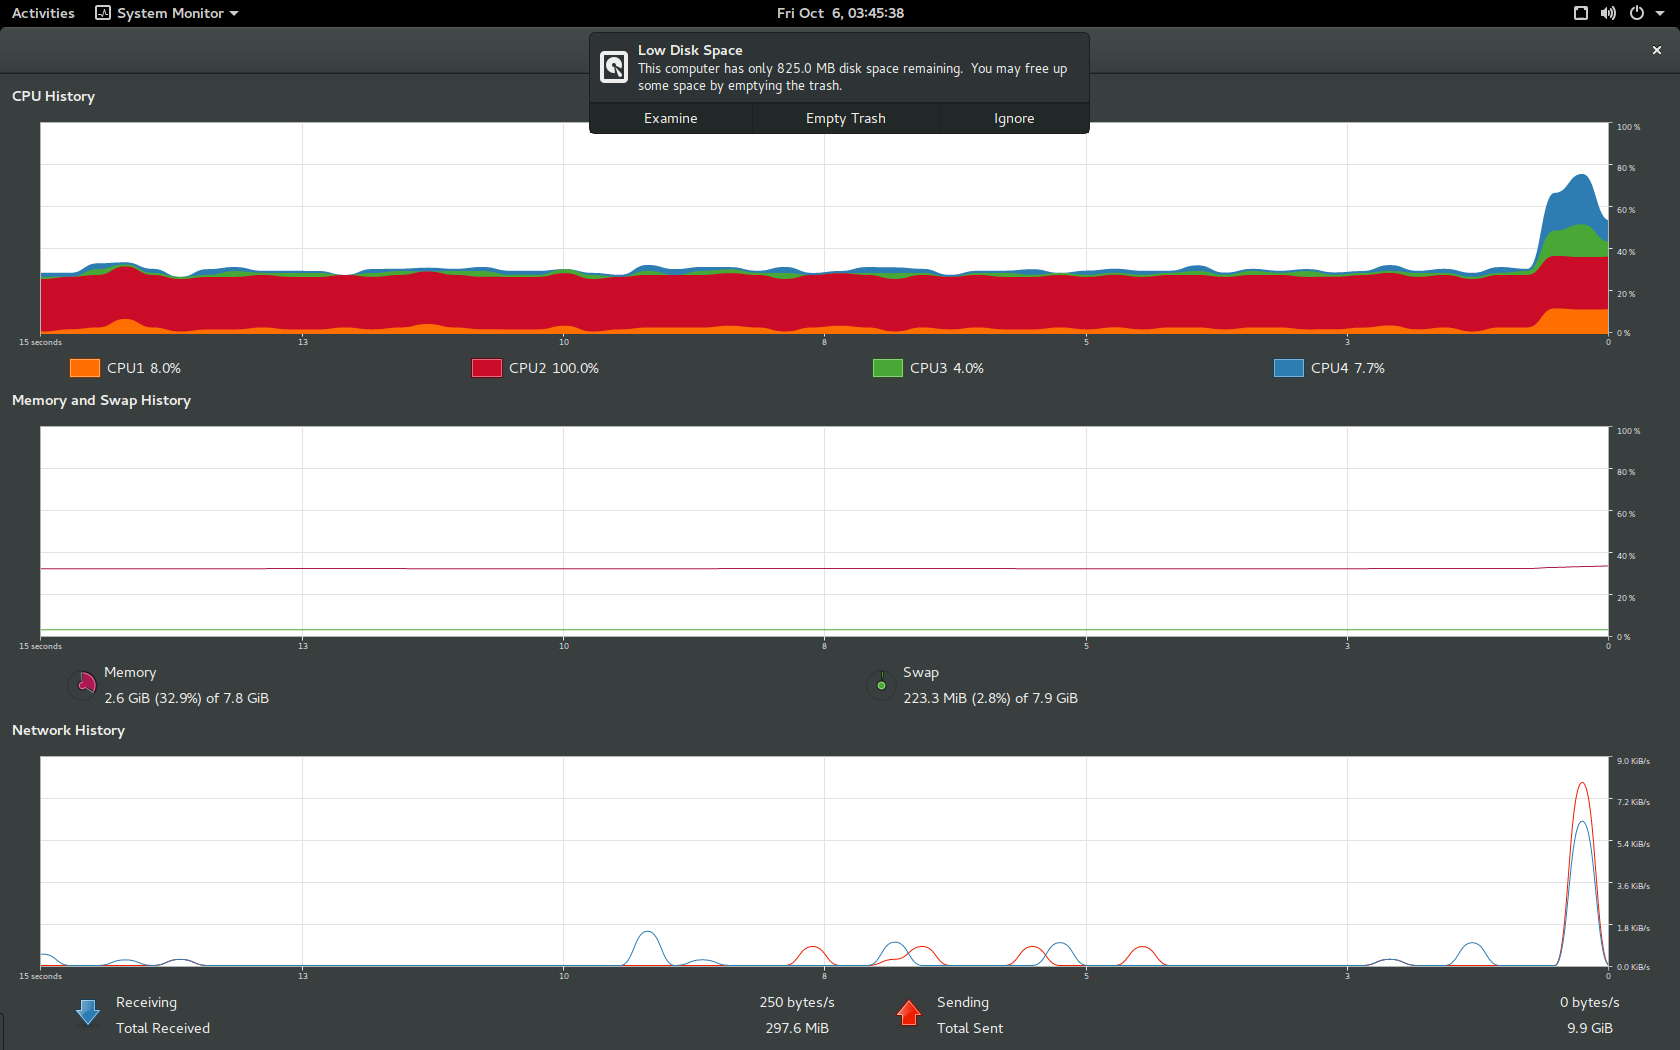 Activities
System Monitor
Fri Oct 6, 03:45:38
Low Disk Space
This computer has only 825.0 MB disk space remaining. You may free up
some space by emptying the trash.
Examine
Empty Trash
Ignore
CPU History
100 %
80 %
60 %
40 %
20 %
0 %
15 seconds
13
10
8
5
3
0
CPU1 8.0%
CPU2 100.0%
CPU3 4.0%
CPU4 7.7%
Memory and Swap History
100 %
80 %
60 %
40 %
20 %
0 %
15 seconds
13
10
8
5
3
0
Memory
2.6 GiB (32.9%) of 7.8 GiB
Swap
223.3 MiB (2.8%) of 7.9 GiB
Network History
9.0 KiB/s
7.2 KiB/s
5.4 KiB/s
3.6 KiB/s
1.8 KiB/s
0.0 KiB/s
15 seconds
13
10
8
5
3
0
Receiving
250 bytes/s
Total Received
297.6 MiB
Sending
0 bytes/s
Total Sent
9.9 GiB